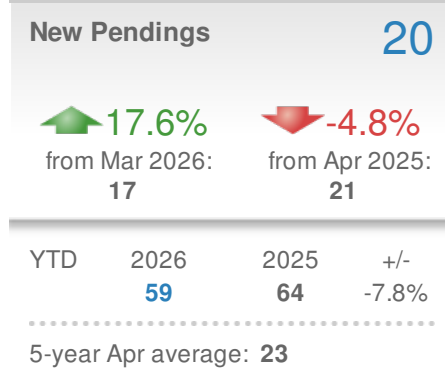 New Pendings 20
17.6% -4.8%
from Mar 2026: from Apr 2025:
17 21
YTD 2026 2025 +/-
59 64 -7.8%
5-year Apr average: 23